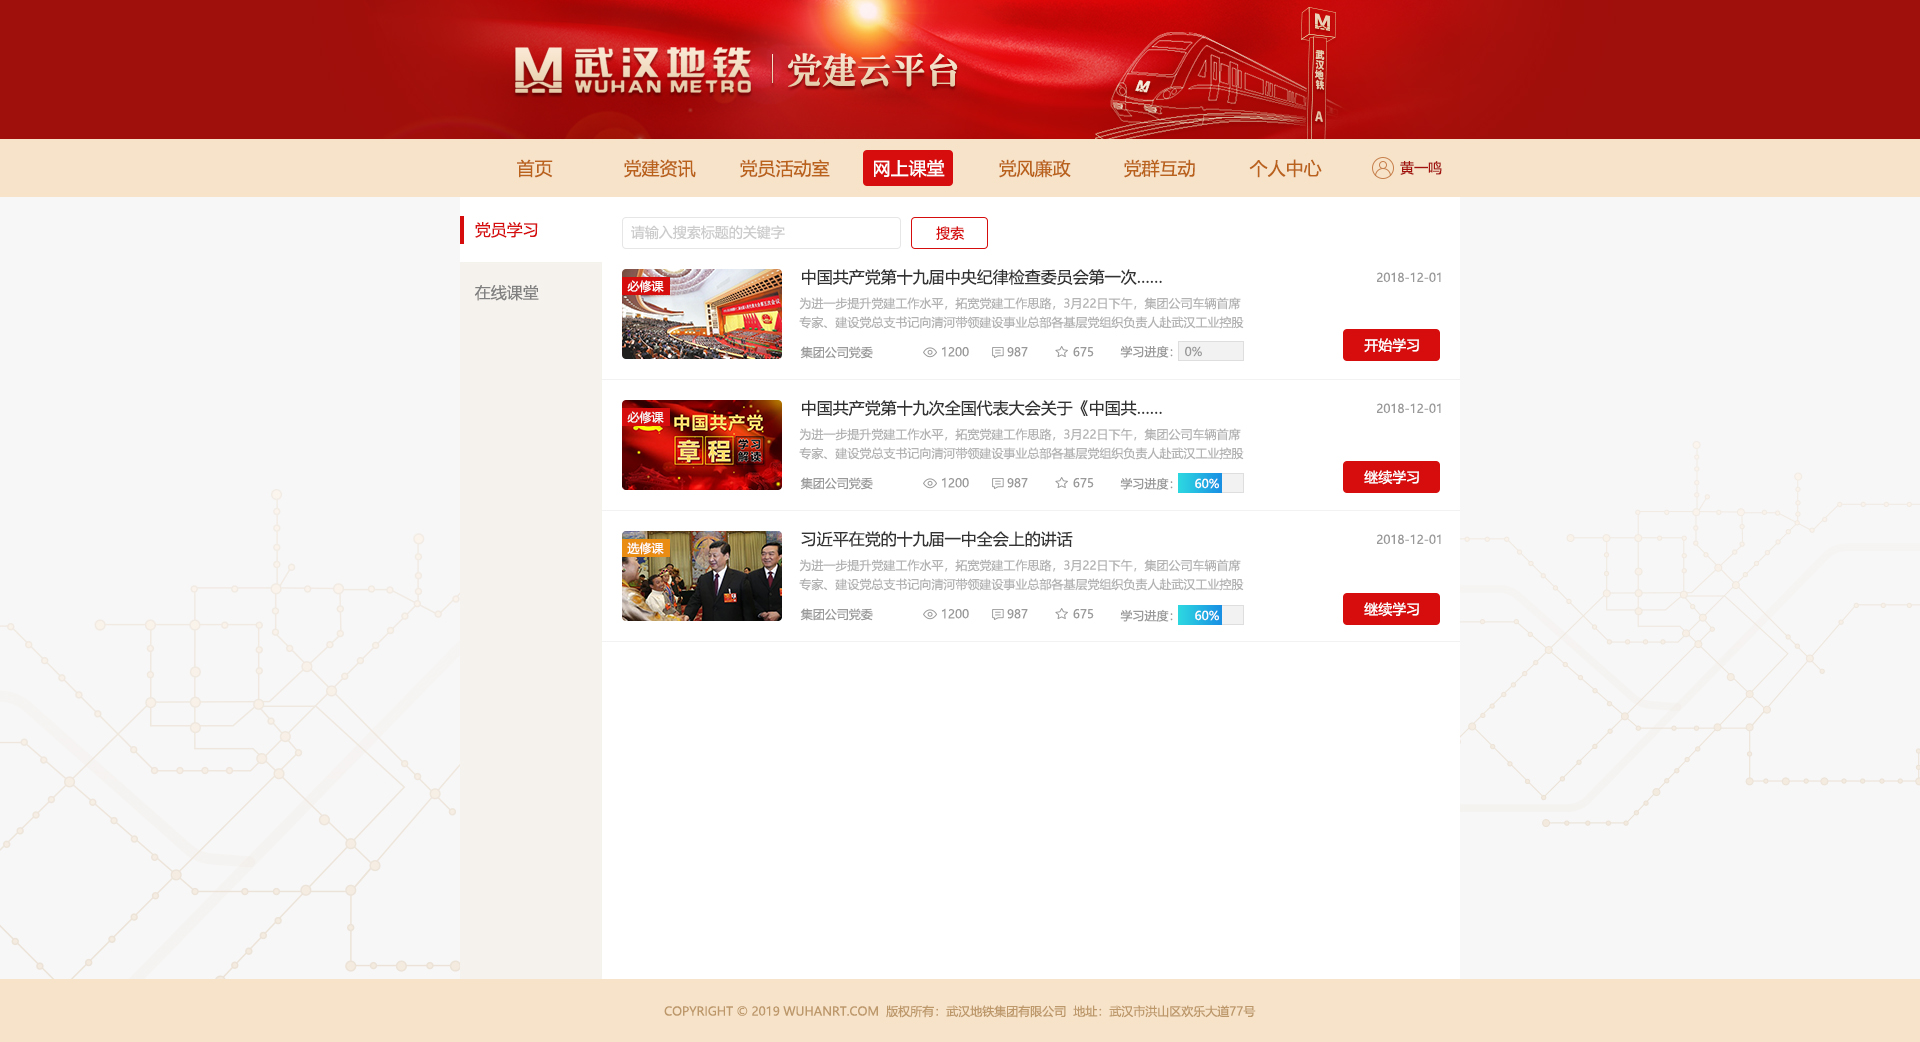 武汉地铁
WUHAN METRO
党建云平台
武汉地铁
A
首页 党建资讯 党员活动室 网上课堂 党风廉政 党群互动 个人中心 黄一鸣
党员学习
在线课堂
请输入搜索标题的关键字 搜索
必修课
中国共产党第十九届中央纪律检查委员会第一次…… 2018-12-01
为进一步提升党建工作水平，拓宽党建工作思路，3月22日下午，集团公司车辆首席
专家、建设党总支书记向清河带领建设事业总部各基层党组织负责人赴武汉工业控股
集团公司党委 1200 987 675 学习进度： 0% 开始学习
必修课
中国共产党
章程 学习
解读
中国共产党第十九次全国代表大会关于《中国共…… 2018-12-01
为进一步提升党建工作水平，拓宽党建工作思路，3月22日下午，集团公司车辆首席
专家、建设党总支书记向清河带领建设事业总部各基层党组织负责人赴武汉工业控股
集团公司党委 1200 987 675 学习进度： 60% 继续学习
选修课
习近平在党的十九届一中全会上的讲话 2018-12-01
为进一步提升党建工作水平，拓宽党建工作思路，3月22日下午，集团公司车辆首席
专家、建设党总支书记向清河带领建设事业总部各基层党组织负责人赴武汉工业控股
集团公司党委 1200 987 675 学习进度： 60% 继续学习
COPYRIGHT © 2019 WUHANRT.COM 版权所有：武汉地铁集团有限公司 地址：武汉市洪山区欢乐大道77号